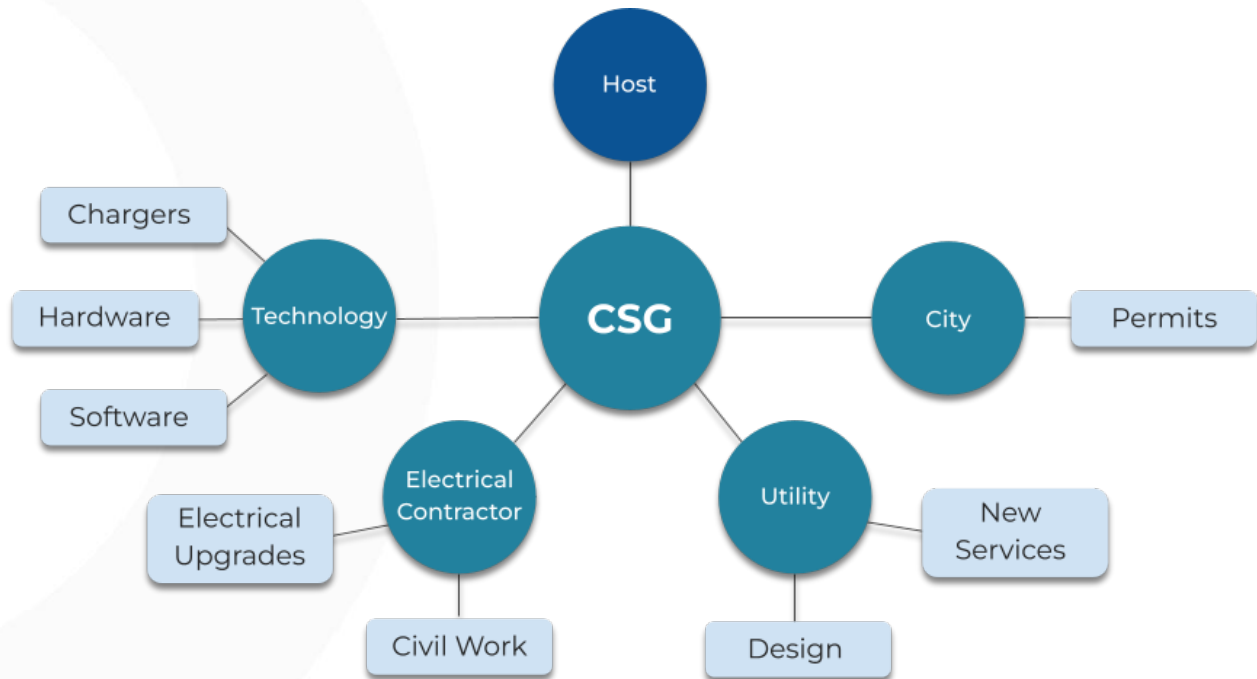 Host
Chargers
Hardware
Software
Technology
CSG
City
Permits
Electrical
Contractor
Electrical
Upgrades
Civil Work
Utility
New
Services
Design